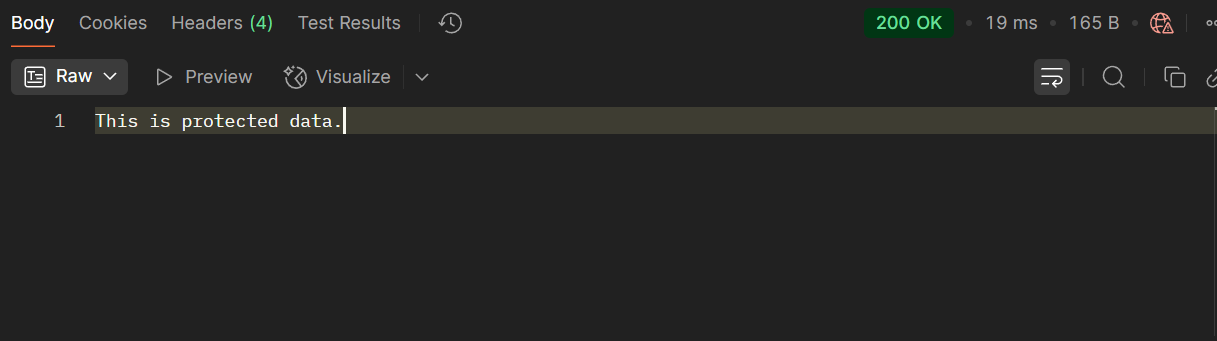 Body Cookies Headers (4) Test Results 200 OK • 19 ms • 165 B •
Raw Preview Visualize
1 This is protected data.